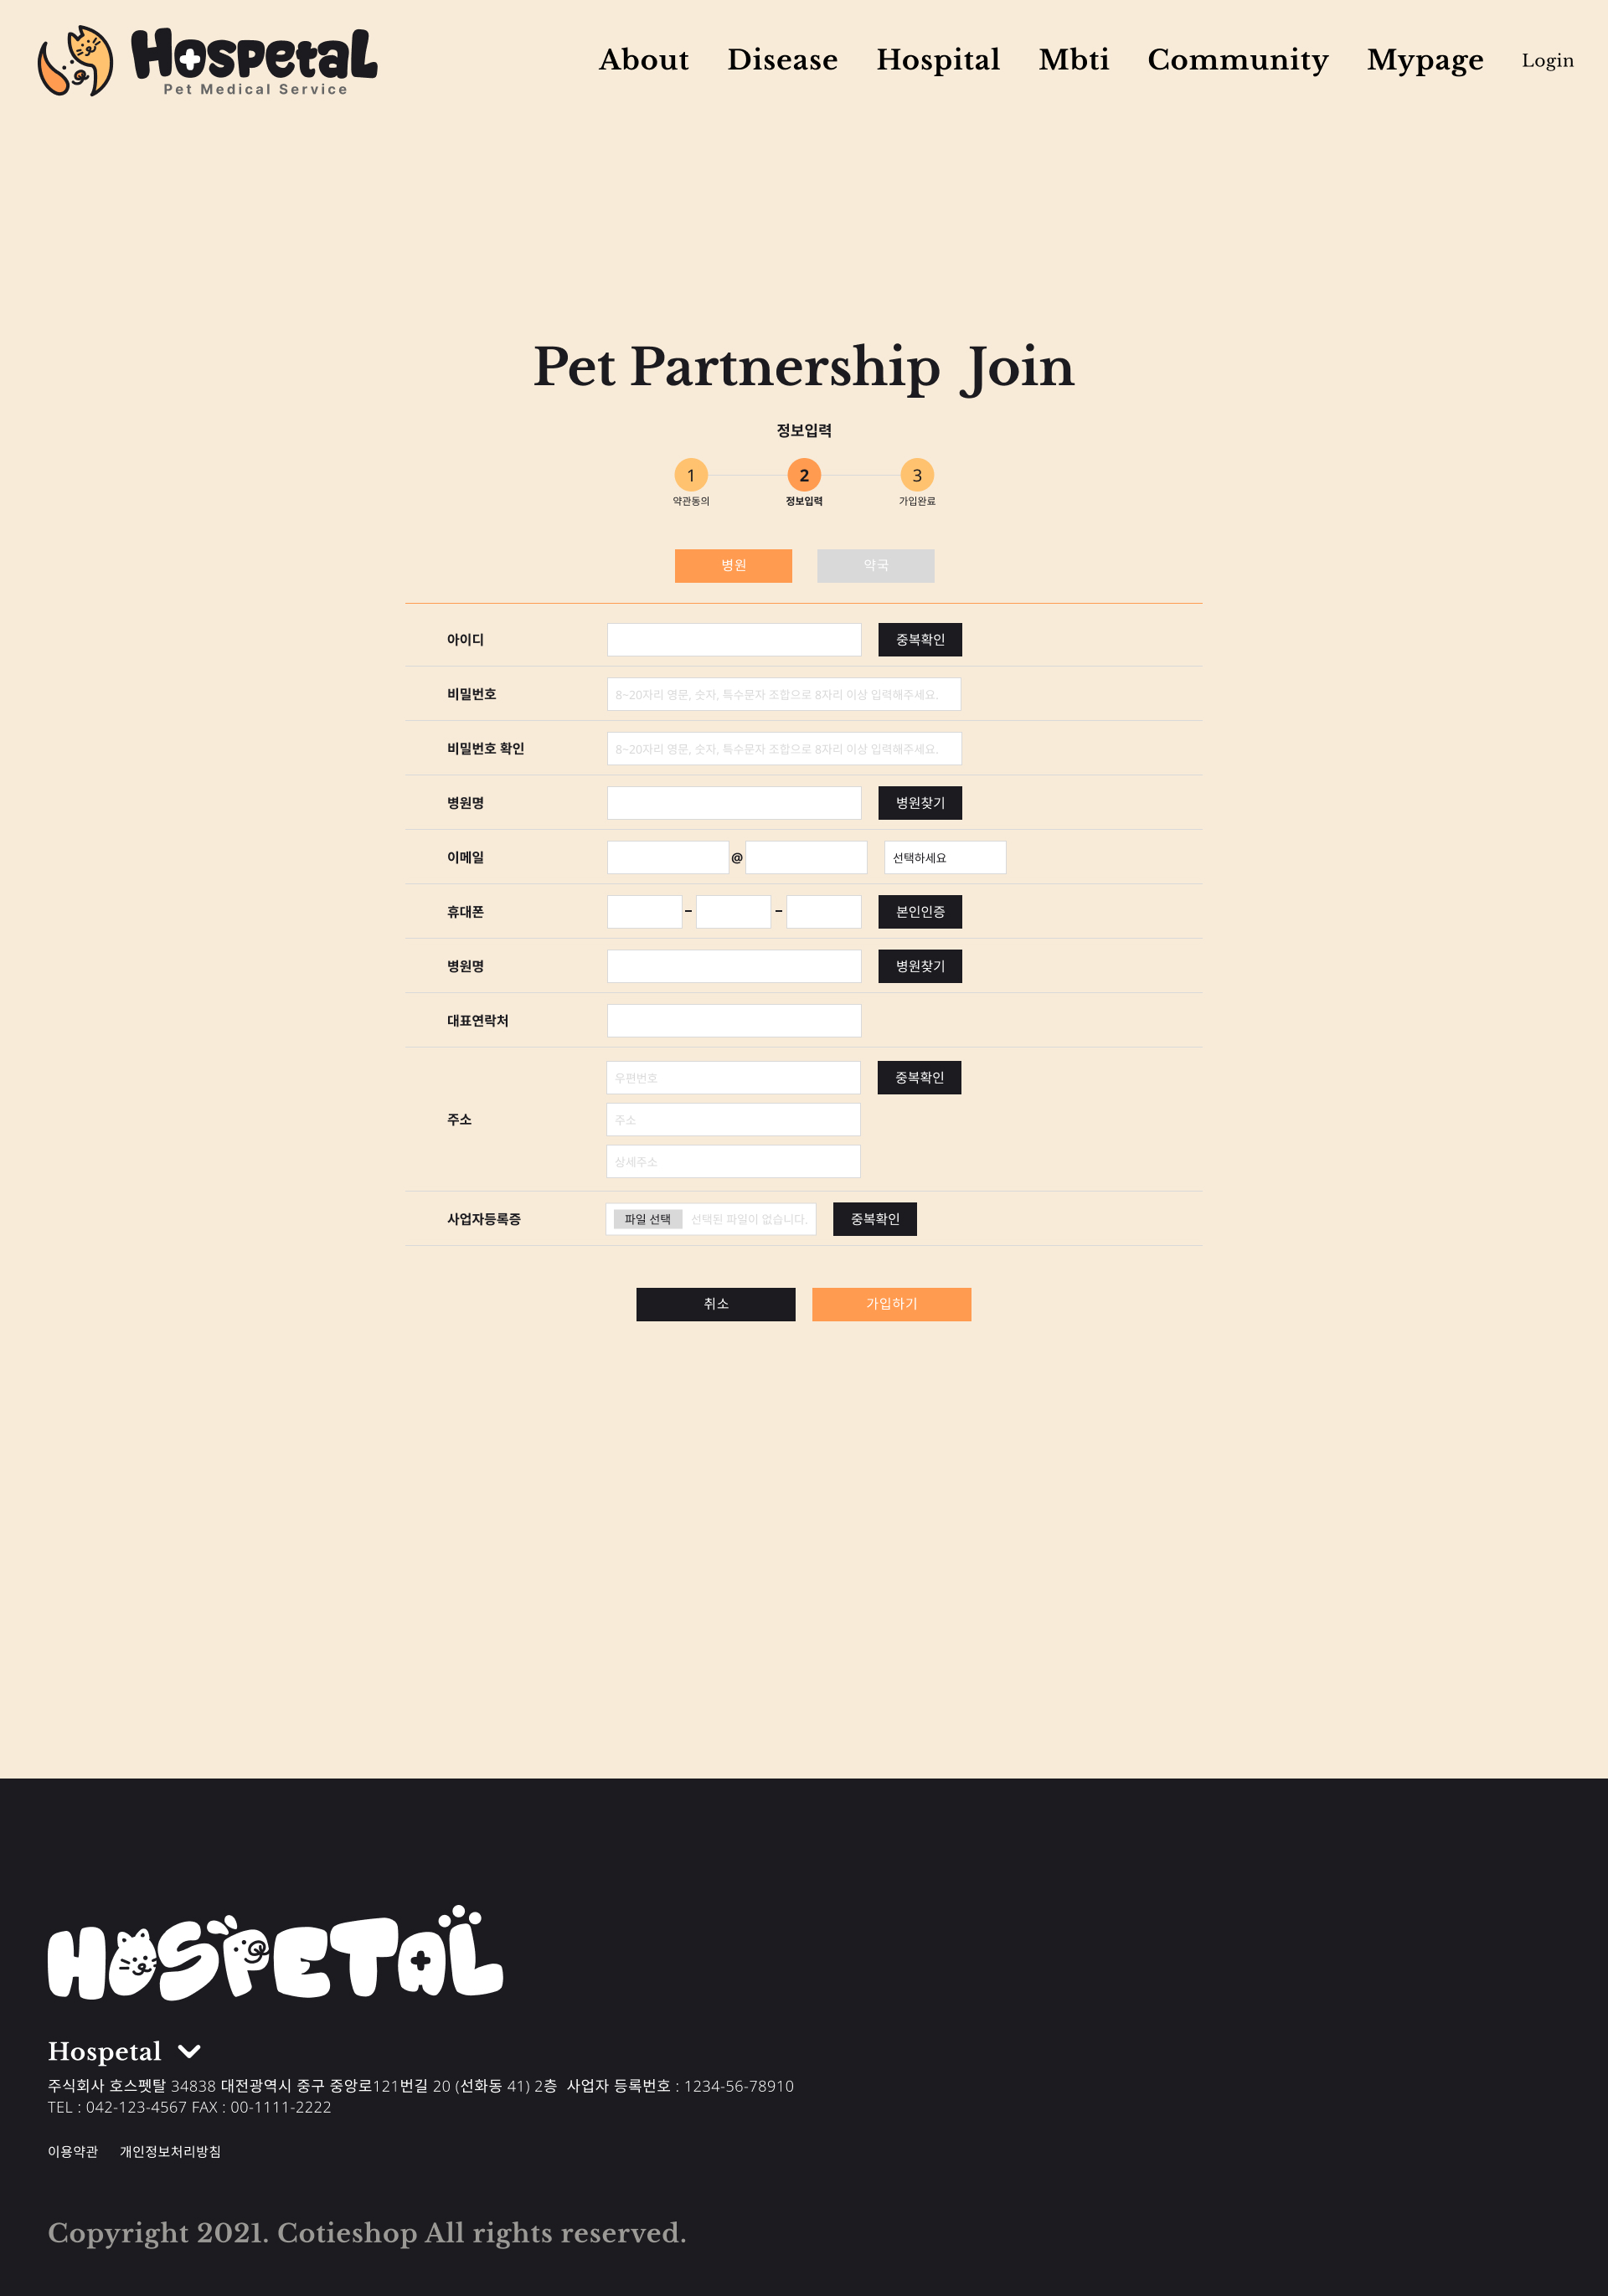 Hospetal
Pet Medical Service
About Disease Hospital Mbti Community Mypage Login
Pet Partnership Join
정보입력
1 2 3
약관동의 정보입력 가입완료
병원 약국
아이디 중복확인
비밀번호 8~20자리 영문, 숫자, 특수문자 조합으로 8자리 이상 입력해주세요.
비밀번호 확인 8~20자리 영문, 숫자, 특수문자 조합으로 8자리 이상 입력해주세요.
병원명 병원찾기
이메일 @ 선택하세요
휴대폰 - - 본인인증
병원명 병원찾기
대표연락처
우편번호 중복확인
주소 주소
상세주소
사업자등록증 파일 선택 선택된 파일이 없습니다. 중복확인
취소 가입하기
HOSPETAL
Hospetal
주식회사 호스펫탈 34838 대전광역시 중구 중앙로121번길 20 (선화동 41) 2층 사업자 등록번호 : 1234-56-78910
TEL : 042-123-4567 FAX : 00-1111-2222
이용약관 개인정보처리방침
Copyright 2021. Cotieshop All rights reserved.